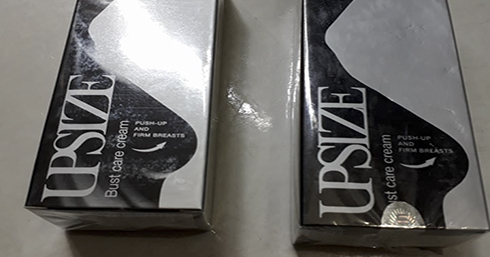 UPSIZE
Bust care cream
PUSH-UP
AND
FIRM BREASTS
UPSIZE
Bust care cream
PUSH-UP
AND
FIRM BREASTS